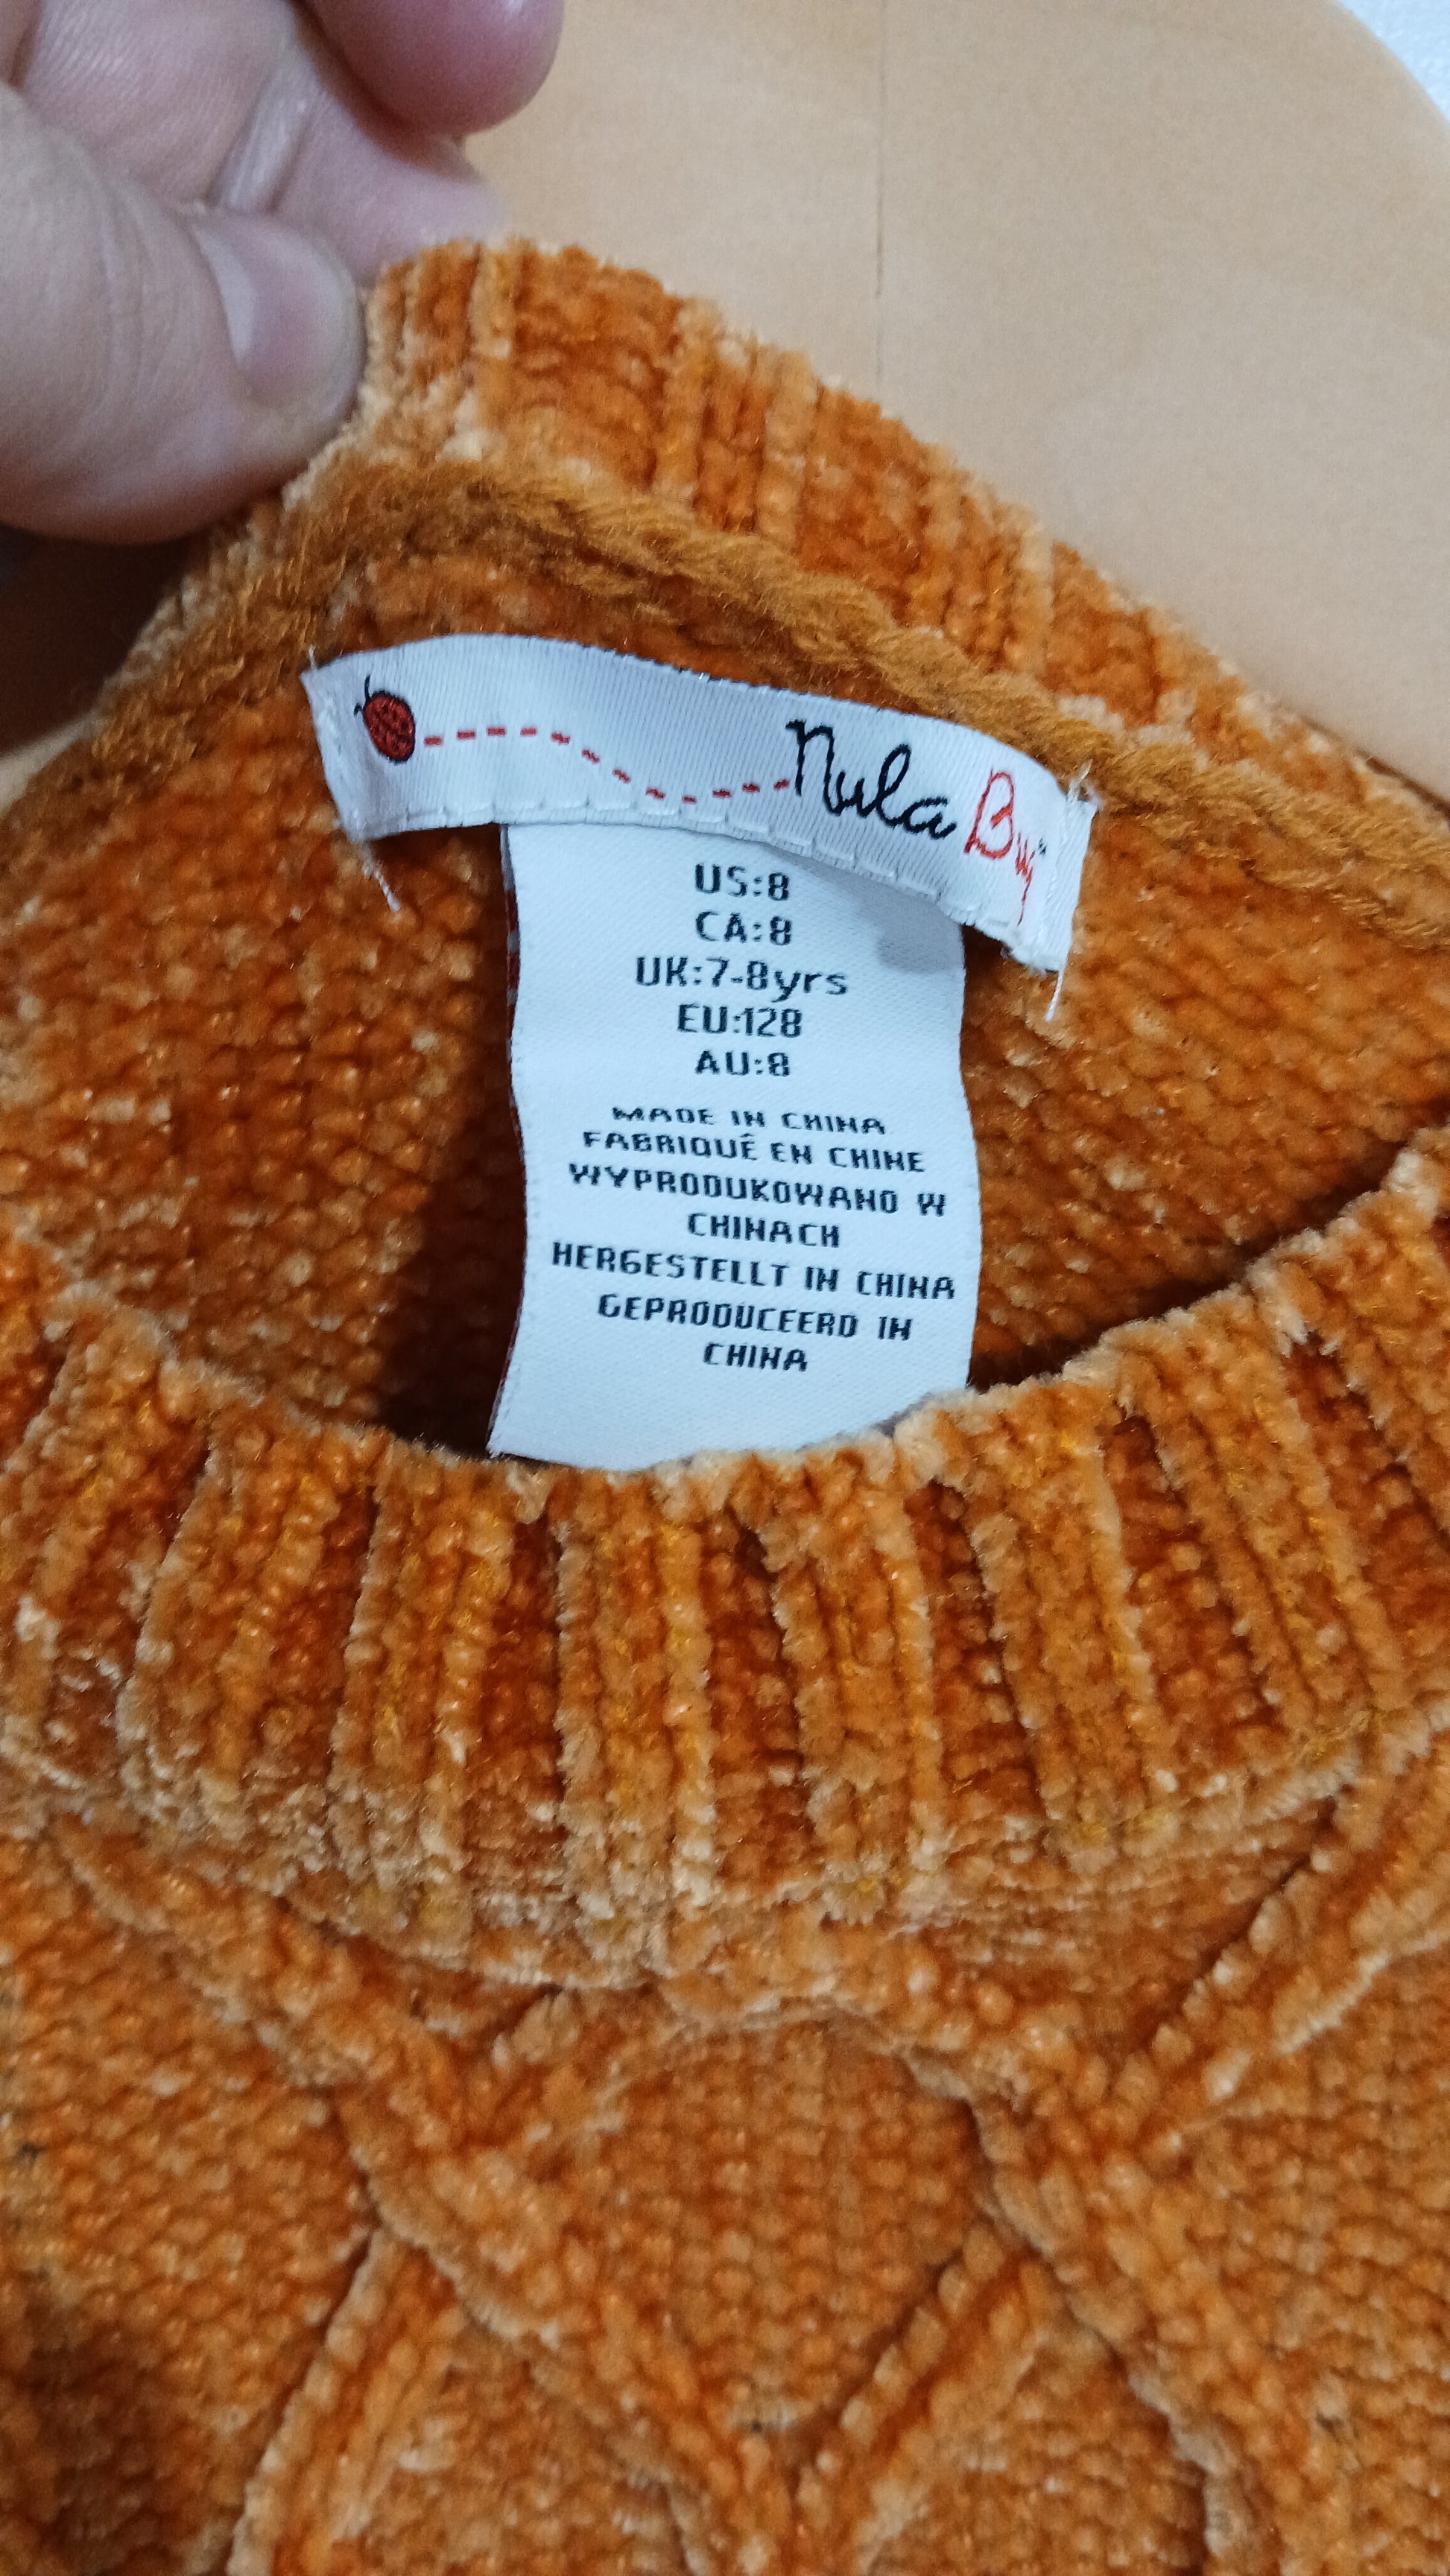 Nula Bug
US:8
CA:8
UK:7-8yrs
EU:128
AU:8
MADE IN CHINA
FABRIQUÊ EN CHINE
WYPRODUKOWANO W
CHINACH
HERGESTELLT IN CHINA
GEPRODUCEERD IN
CHINA